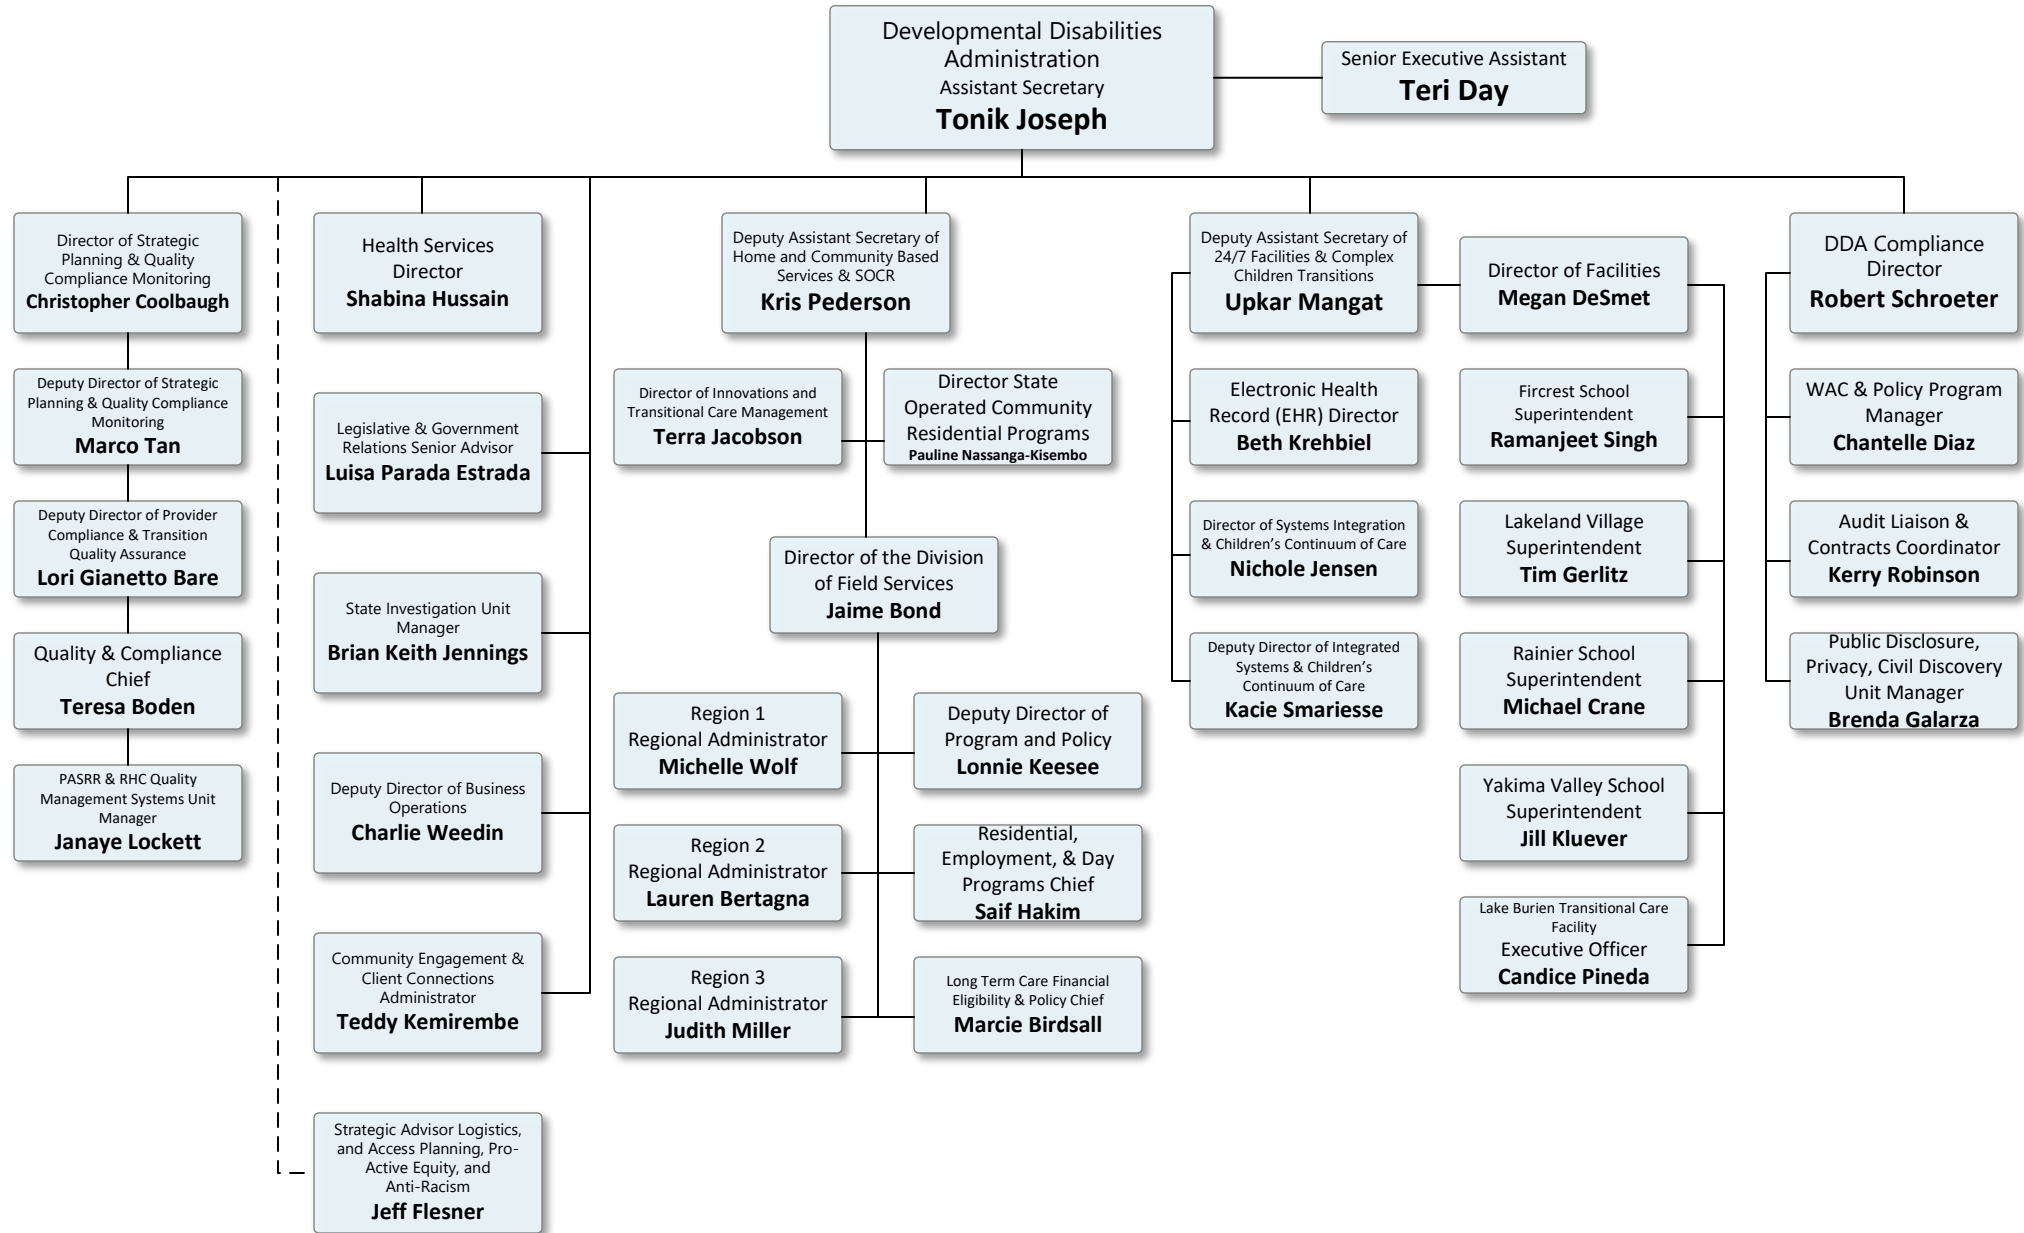 Developmental Disabilities
Administration
Assistant Secretary
Tonik Joseph
Senior Executive Assistant
Teri Day
Director of Strategic
Planning & Quality
Compliance Monitoring
Christopher Coolbaugh
Deputy Director of Strategic
Planning & Quality Compliance
Monitoring
Marco Tan
Deputy Director of Provider
Compliance & Transition
Quality Assurance
Lori Gianetto Bare
Quality & Compliance
Chief
Teresa Boden
PASRR & RHC Quality
Management Systems Unit
Manager
Janaye Lockett
Health Services
Director
Shabina Hussain
Legislative & Government
Relations Senior Advisor
Luisa Parada Estrada
State Investigation Unit
Manager
Brian Keith Jennings
Deputy Director of Business
Operations
Charlie Weedin
Community Engagement &
Client Connections
Administrator
Teddy Kemirembe
Strategic Advisor Logistics,
and Access Planning, Pro-
Active Equity, and
Anti-Racism
Jeff Flesner
Deputy Assistant Secretary of
Home and Community Based
Services & SOCR
Kris Pederson
Director of Innovations and
Transitional Care Management
Terra Jacobson
Director State
Operated Community
Residential Programs
Pauline Nassanga-Kisembo
Director of the Division
of Field Services
Jaime Bond
Region 1
Regional Administrator
Michelle Wolf
Deputy Director of
Program and Policy
Lonnie Keesee
Region 2
Regional Administrator
Lauren Bertagna
Residential,
Employment, & Day
Programs Chief
Saif Hakim
Region 3
Regional Administrator
Judith Miller
Long Term Care Financial
Eligibility & Policy Chief
Marcie Birdsall
Deputy Assistant Secretary of
24/7 Facilities & Complex
Children Transitions
Upkar Mangat
Electronic Health
Record (EHR) Director
Beth Krehbiel
Director of Systems Integration
& Children’s Continuum of Care
Nichole Jensen
Deputy Director of Integrated
Systems & Children’s
Continuum of Care
Kacie Smariesse
Director of Facilities
Megan DeSmet
Fircrest School
Superintendent
Ramanjeet Singh
Lakeland Village
Superintendent
Tim Gerlitz
Rainier School
Superintendent
Michael Crane
Yakima Valley School
Superintendent
Jill Kluever
Lake Burien Transitional Care
Facility
Executive Officer
Candice Pineda
DDA Compliance
Director
Robert Schroeter
WAC & Policy Program
Manager
Chantelle Diaz
Audit Liaison &
Contracts Coordinator
Kerry Robinson
Public Disclosure,
Privacy, Civil Discovery
Unit Manager
Brenda Galarza